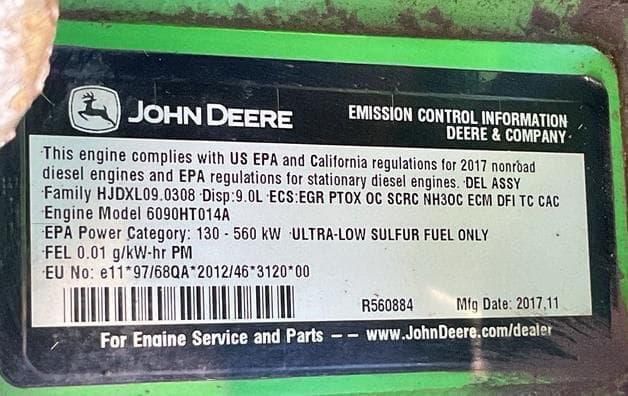 JOHN DEERE
EMISSION CONTROL INFORMATION
DEERE & COMPANY
This engine complies with US EPA and California regulations for 2017 nonroad
diesel engines and EPA regulations for stationary diesel engines. DEL ASSY
Family HJDXL09.0308 Disp:9.0L ECS:EGR PTOX OC SCRC NH3OC ECM DFI TC CAC
Engine Model 6090HT014A
EPA Power Category: 130 - 560 kW ULTRA-LOW SULFUR FUEL ONLY
FEL 0.01 g/kW-hr PM
EU No: e11*97/68QA*2012/46*3120*00
R560884 Mfg Date: 2017,11
For Engine Service and Parts -- www.JohnDeere.com/dealer